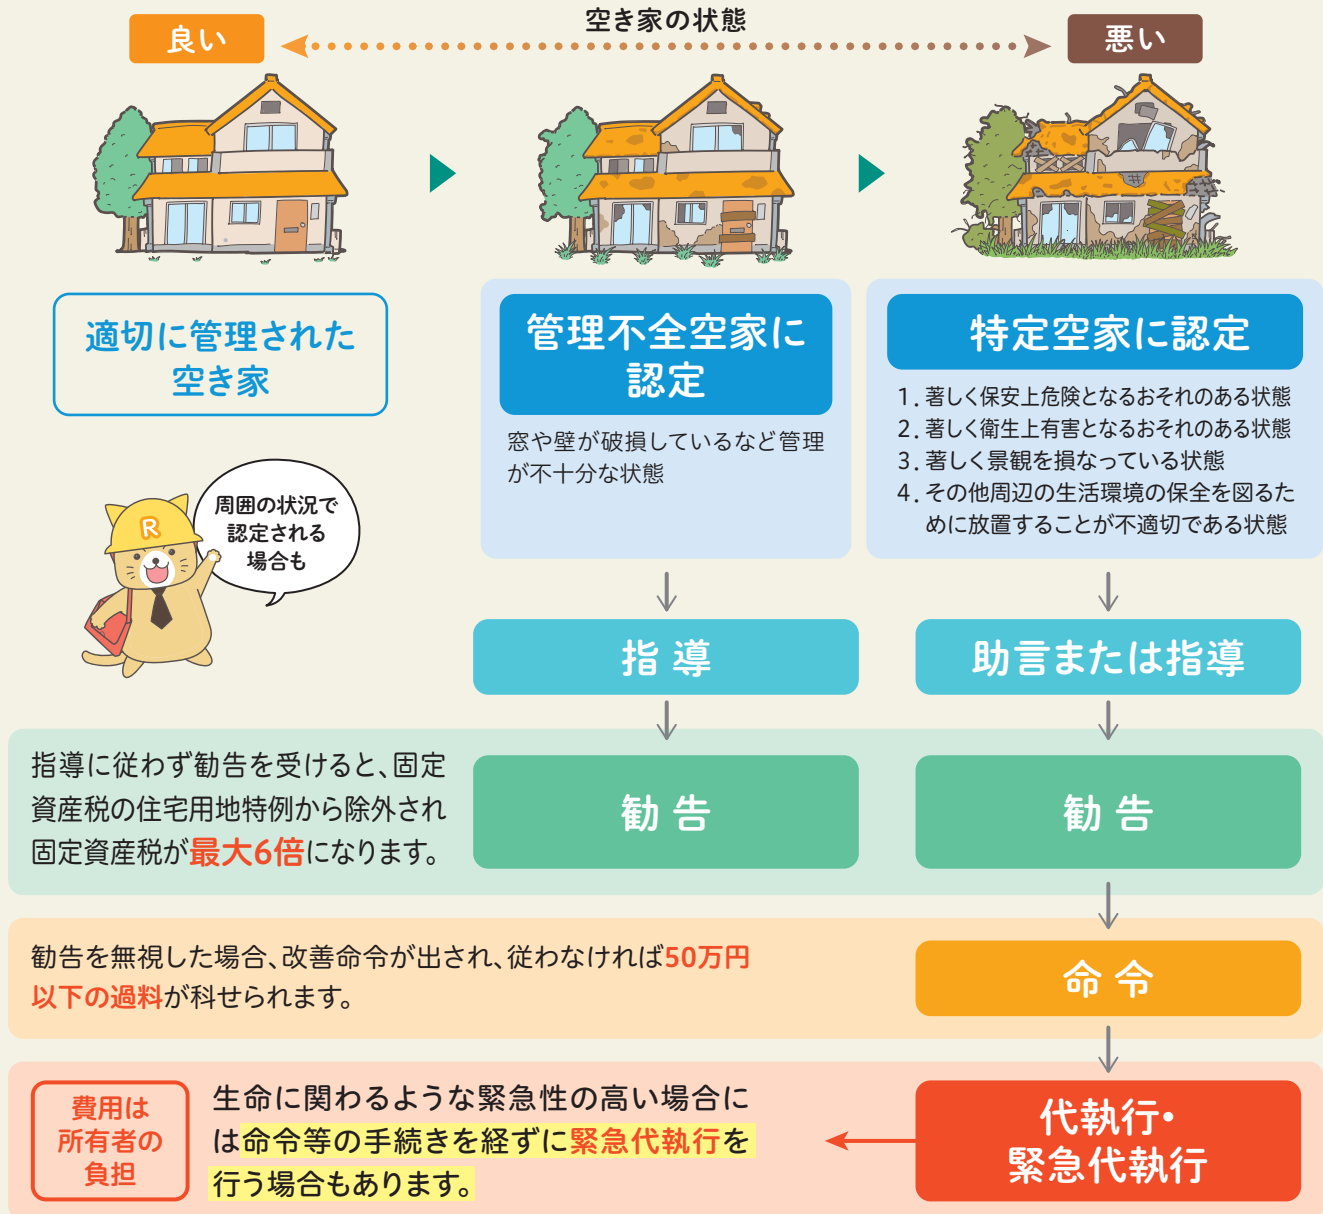 空き家の状態
良い
悪い
適切に管理された
空き家
管理不全空家に
認定
窓や壁が破損しているなど管理
が不十分な状態
特定空家に認定
1. 著しく保安上危険となるおそれのある状態
2. 著しく衛生上有害となるおそれのある状態
3. 著しく景観を損なっている状態
4. その他周辺の生活環境の保全を図るた
めに放置することが不適切である状態
R
周囲の状況で
認定される
場合も
指 導
助言または指導
指導に従わず勧告を受けると、固定
資産税の住宅用地特例から除外され
固定資産税が最大6倍になります。
勧 告
勧 告
勧告を無視した場合、改善命令が出され、従わなければ50万円
以下の過料が科せられます。
命 令
費用は
所有者の
負担
生命に関わるような緊急性の高い場合に
は命令等の手続きを経ずに緊急代執行を
行う場合もあります。
代執行・
緊急代執行